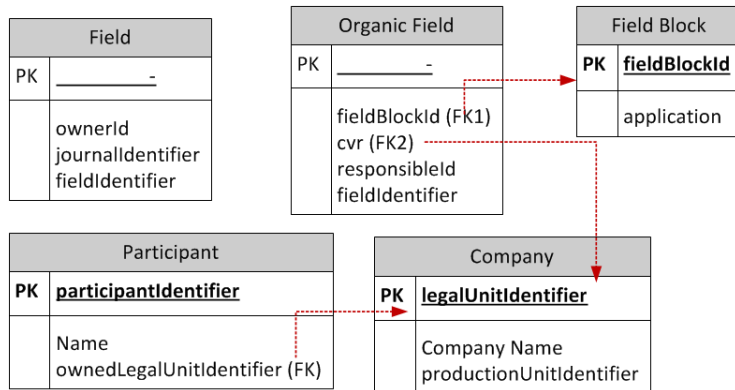 Field
PK -
ownerId
journalIdentifier
fieldIdentifier
Organic Field
PK -
fieldBlockId (FK1)
cvr (FK2)
responsibleId
fieldIdentifier
Field Block
PK fieldBlockId
application
Participant
PK participantIdentifier
Name
ownedLegalUnitIdentifier (FK)
Company
PK legalUnitIdentifier
Company Name
productionUnitIdentifier